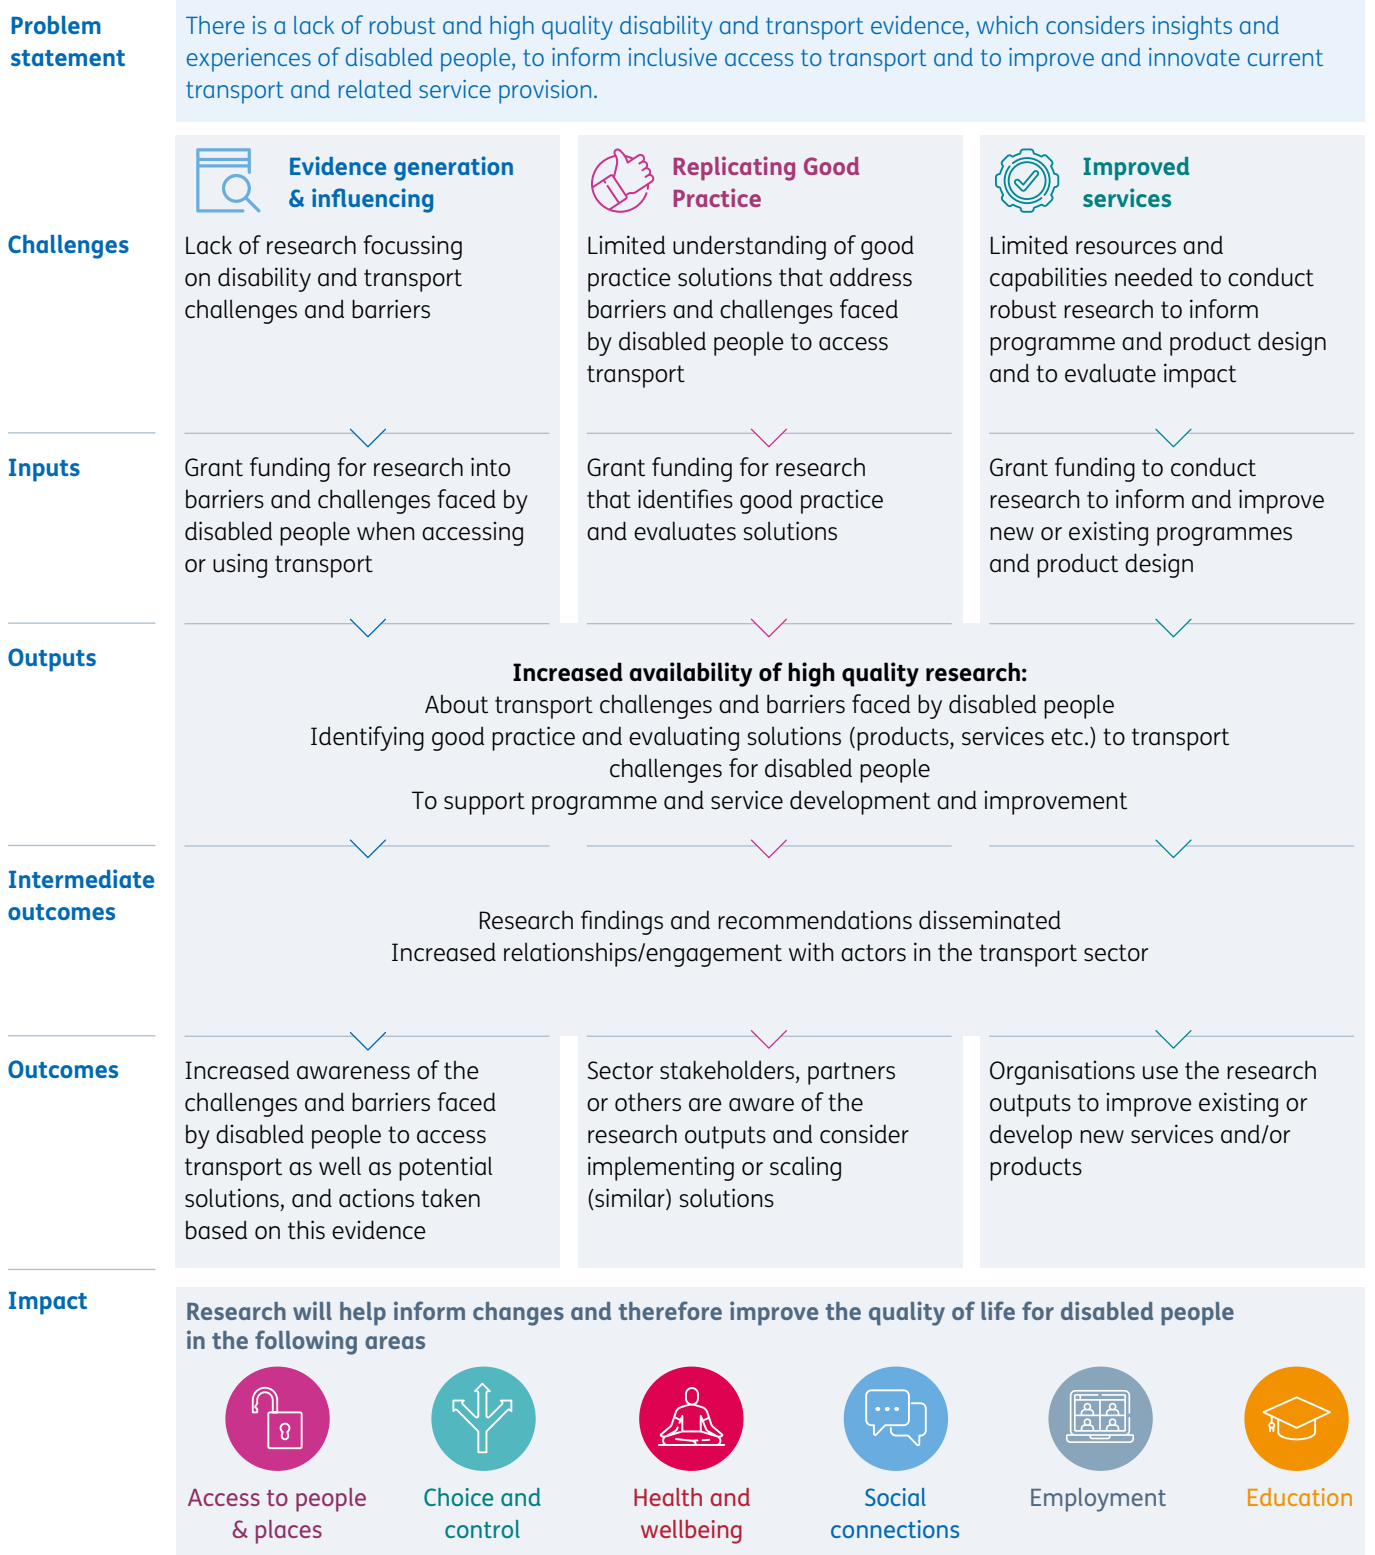 Problem
statement
There is a lack of robust and high quality disability and transport evidence, which considers insights and
experiences of disabled people, to inform inclusive access to transport and to improve and innovate current
transport and related service provision.
Evidence generation
& influencing
Replicating Good
Practice
Improved
services
Challenges
Lack of research focussing
on disability and transport
challenges and barriers
Limited understanding of good
practice solutions that address
barriers and challenges faced
by disabled people to access
transport
Limited resources and
capabilities needed to conduct
robust research to inform
programme and product design
and to evaluate impact
Inputs
Grant funding for research into
barriers and challenges faced by
disabled people when accessing
or using transport
Grant funding for research
that identifies good practice
and evaluates solutions
Grant funding to conduct
research to inform and improve
new or existing programmes
and product design
Outputs
Increased availability of high quality research:
About transport challenges and barriers faced by disabled people
Identifying good practice and evaluating solutions (products, services etc.) to transport
challenges for disabled people
To support programme and service development and improvement
Intermediate
outcomes
Research findings and recommendations disseminated
Increased relationships/engagement with actors in the transport sector
Outcomes
Increased awareness of the
challenges and barriers faced
by disabled people to access
transport as well as potential
solutions, and actions taken
based on this evidence
Sector stakeholders, partners
or others are aware of the
research outputs and consider
implementing or scaling
(similar) solutions
Organisations use the research
outputs to improve existing or
develop new services and/or
products
Impact
Research will help inform changes and therefore improve the quality of life for disabled people
in the following areas
Access to people
& places
Choice and
control
Health and
wellbeing
Social
connections
Employment
Education